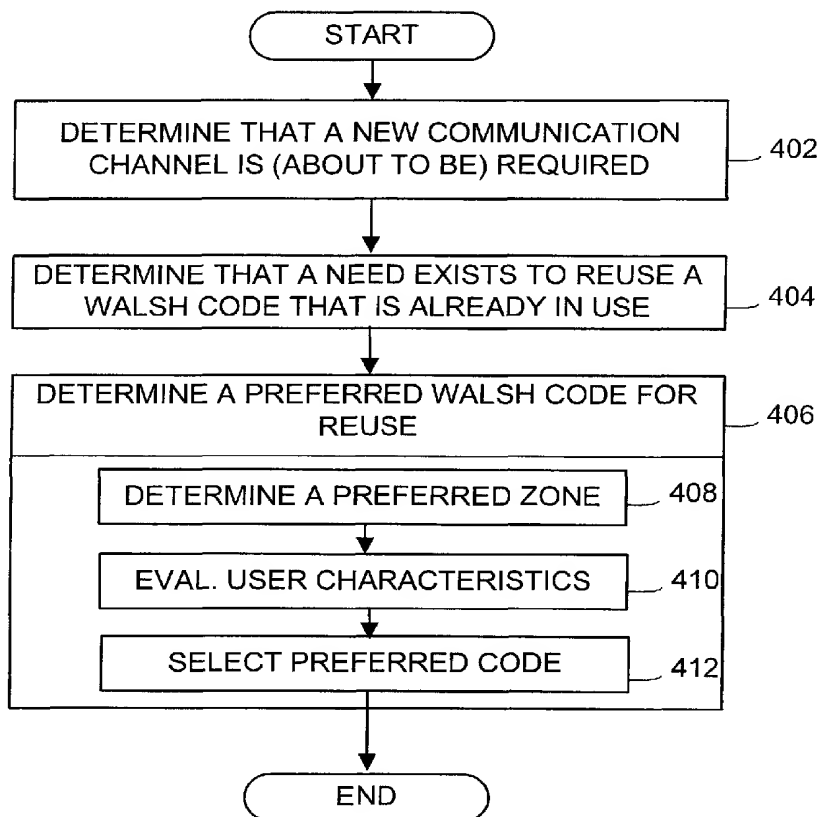 START
DETERMINE THAT A NEW COMMUNICATION
CHANNEL IS (ABOUT TO BE) REQUIRED
402
DETERMINE THAT A NEED EXISTS TO REUSE A
WALSH CODE THAT IS ALREADY IN USE
404
DETERMINE A PREFERRED WALSH CODE FOR
REUSE
406
DETERMINE A PREFERRED ZONE
408
EVAL. USER CHARACTERISTICS
410
SELECT PREFERRED CODE
412
END